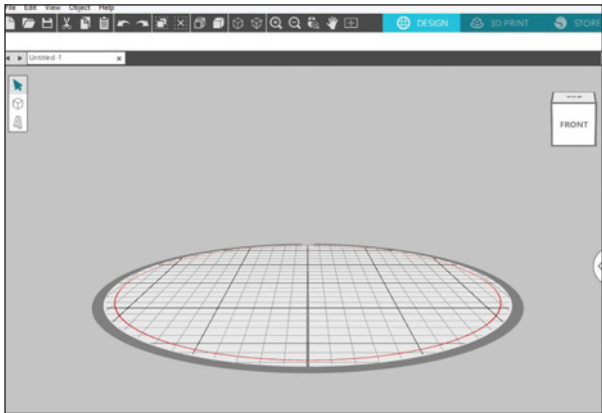 File Edit View Object Help
DESIGN 3D PRINT STORE
Untitled 1
FRONT